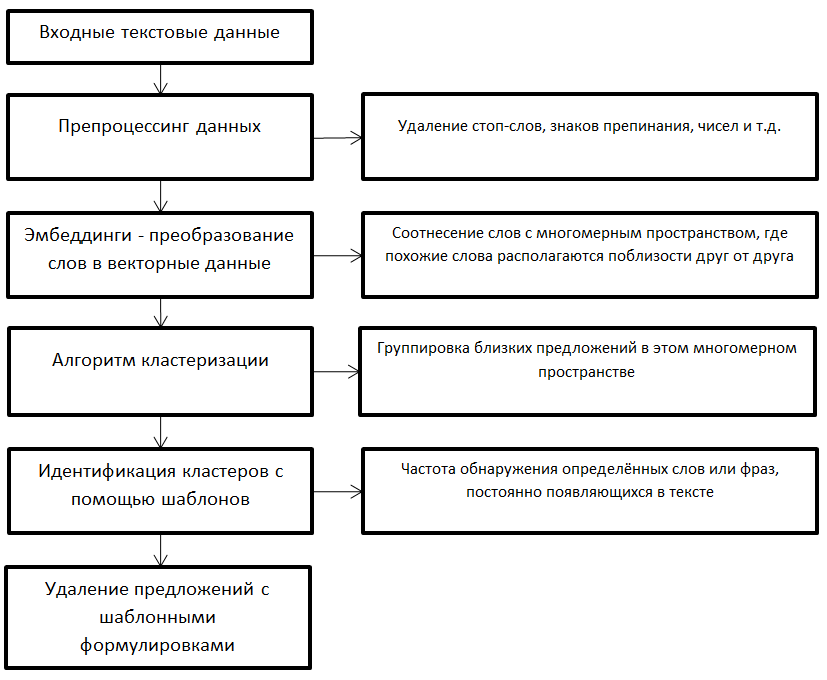 Входные текстовые данные
Препроцессинг данных
Удаление стоп-слов, знаков препинания, чисел и т.д.
Эмбеддинги - преобразование
слов в векторные данные
Соотнесение слов с многомерным пространством, где
похожие слова располагаются поблизости друг от друга
Алгоритм кластеризации
Группировка близких предложений в этом многомерном
пространстве
Идентификация кластеров с
помощью шаблонов
Частота обнаружения определённых слов или фраз,
постоянно появляющихся в тексте
Удаление предложений с
шаблонными
формулировками